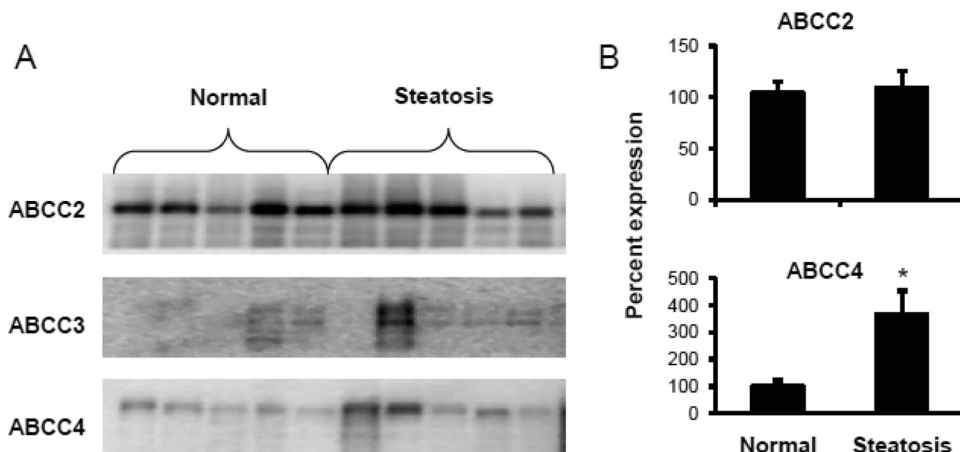 A
Normal Steatosis
ABCC2
ABCC3
ABCC4
B
ABCC2
Percent expression
150
100
50
0
ABCC4
*
500
400
300
200
100
0
Normal Steatosis